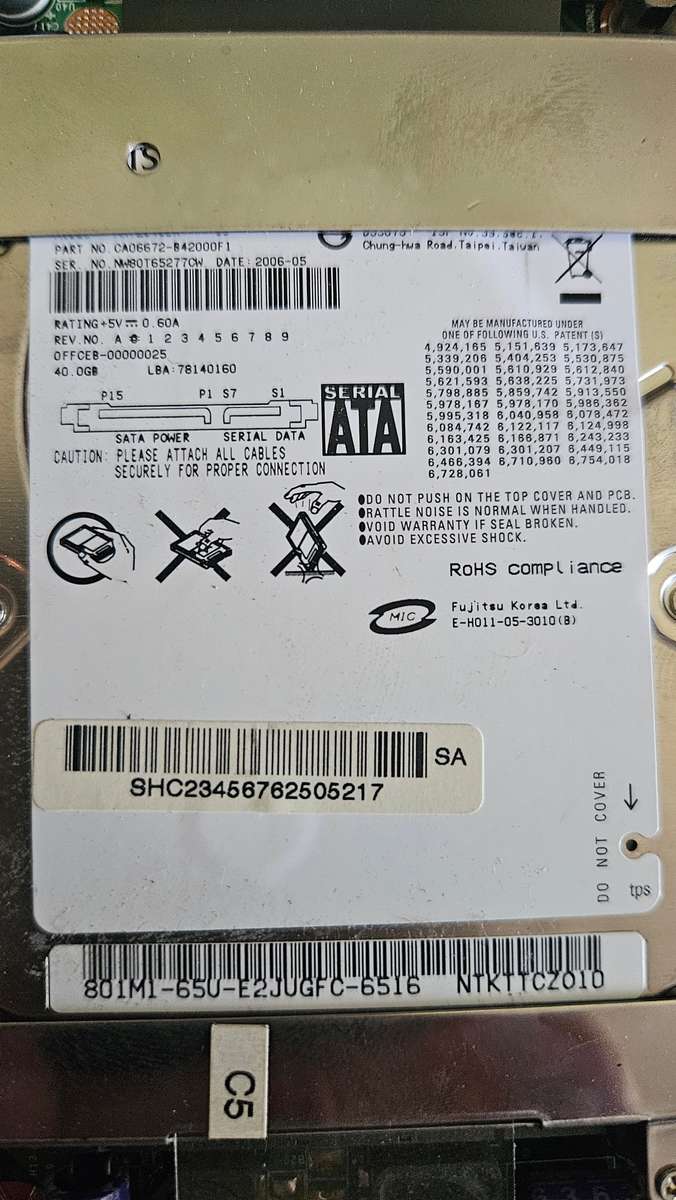 U40
C417
IS
PART NO. CA06672-B42000F1
SER. NO. NW80T65277CW DATE: 2006-05
Chung-hwa Road.Taipei.Taiwan
RATING+5V⎓0.60A
REV.NO. A 0 1 2 3 4 5 6 7 8 9
OFFCEB-00000025
40.0GB LBA:78140160
P15 P1 S7 S1
SATA POWER SERIAL DATA
SERIAL
ATA
CAUTION: PLEASE ATTACH ALL CABLES
SECURELY FOR PROPER CONNECTION
MAY BE MANUFACTURED UNDER
ONE OF FOLLOWING U.S. PATENT (S)
4,924,165 5,151,639 5,173,647
5,339,206 5,404,253 5,530,875
5,590,001 5,610,929 5,612,840
5,621,593 5,638,225 5,731,973
5,798,885 5,859,742 5,913,550
5,978,167 5,978,170 5,986,362
5,995,318 6,040,958 6,078,472
6,084,742 6,122,117 6,124,998
6,163,425 6,166,871 6,243,233
6,301,079 6,301,207 6,449,115
6,466,394 6,710,960 6,754,018
6,728,061
●DO NOT PUSH ON THE TOP COVER AND PCB.
●RATTLE NOISE IS NORMAL WHEN HANDLED.
●VOID WARRANTY IF SEAL BROKEN.
●AVOID EXCESSIVE SHOCK.
RoHS compliance
MIC
Fujitsu Korea Ltd.
E-H011-05-3010(B)
SA
SHC23456762505217
DO NOT COVER
tps
801M1-65U-E2JUGFC-6516 NTKTTCZ010
C5